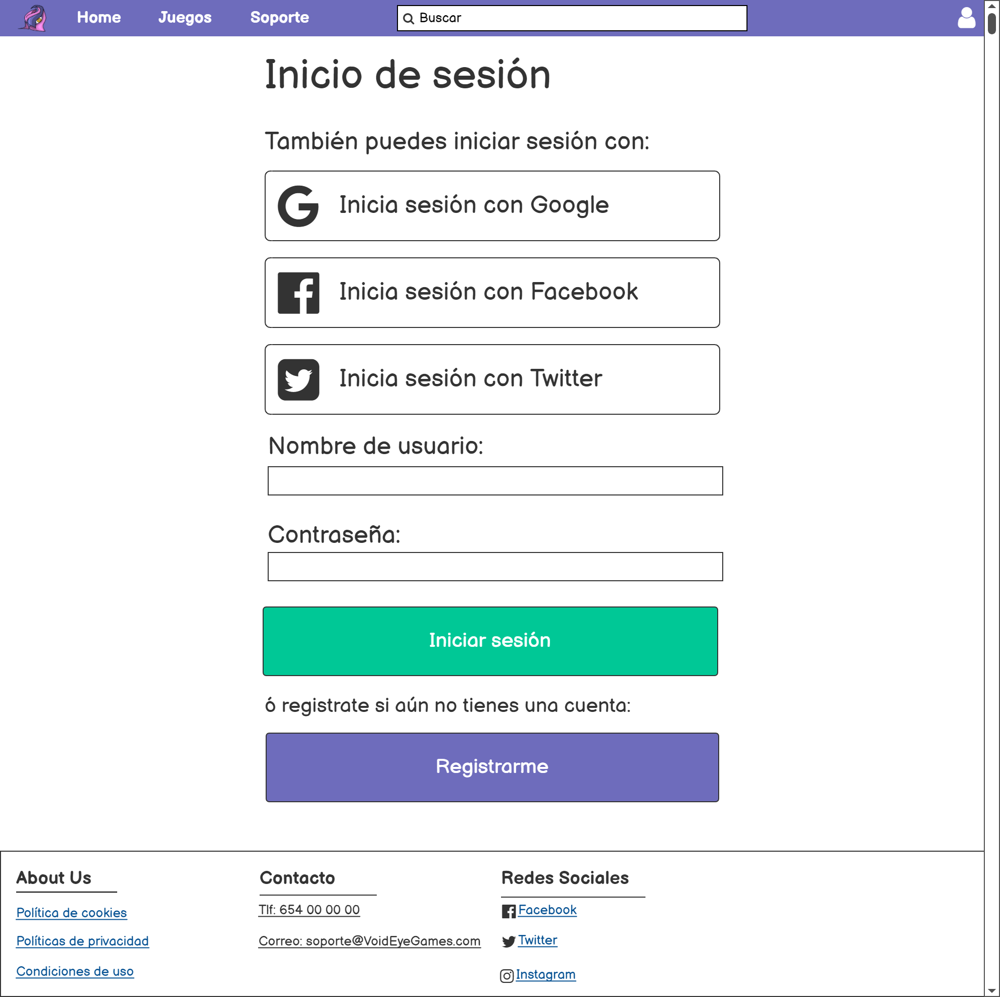 Home Juegos Soporte Buscar
Inicio de sesión
También puedes iniciar sesión con:
Inicia sesión con Google
Inicia sesión con Facebook
Inicia sesión con Twitter
Nombre de usuario:
Contraseña:
Iniciar sesión
ó registrate si aún no tienes una cuenta:
Registrarme
About Us
Política de cookies
Políticas de privacidad
Condiciones de uso
Contacto
Tlf: 654 00 00 00
Correo: soporte@VoidEyeGames.com
Redes Sociales
Facebook
Twitter
Instagram